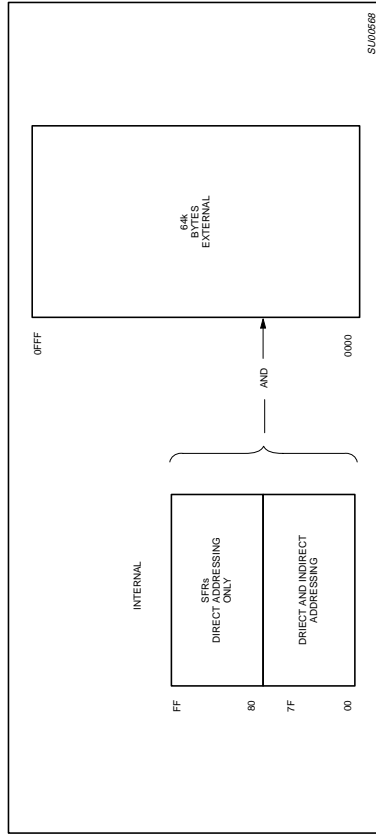 0FFF
64k
BYTES
EXTERNAL
INTERNAL
FF
SFRs
DIRECT ADDRESSING
ONLY
80
AND
7F
DRIECT AND INDIRECT
ADDRESSING
00
0000
SU00568